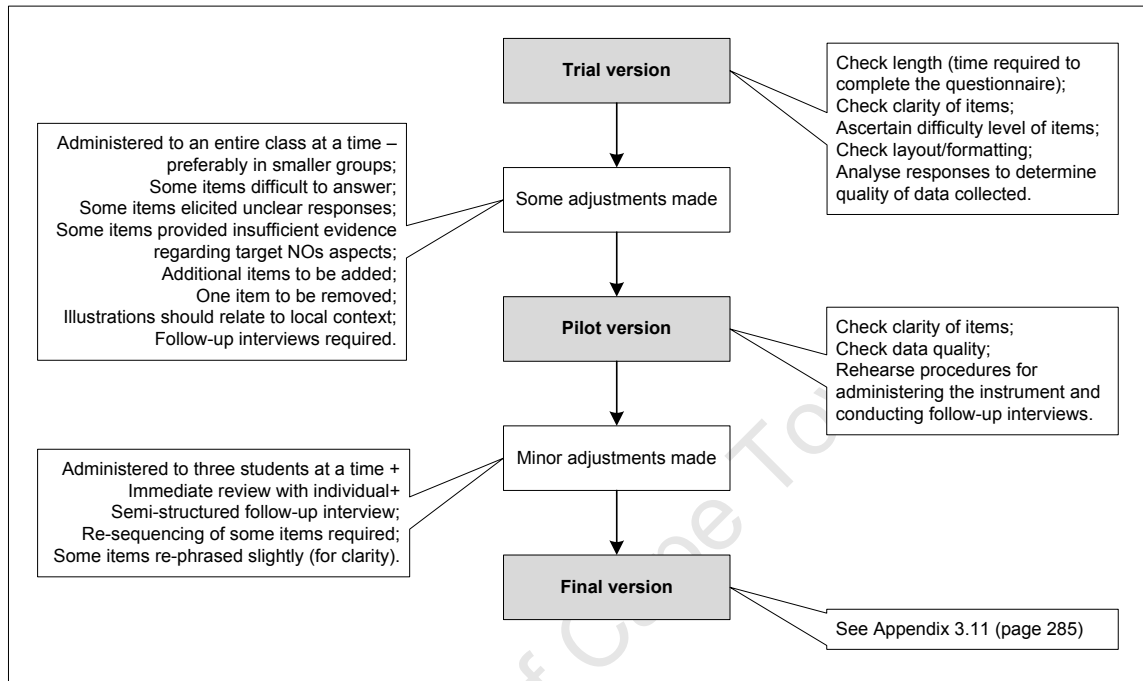 Trial version
Check length (time required to
complete the questionnaire);
Check clarity of items;
Ascertain difficulty level of items;
Check layout/formatting;
Analyse responses to determine
quality of data collected.
Administered to an entire class at a time –
preferably in smaller groups;
Some items difficult to answer;
Some items elicited unclear responses;
Some items provided insufficient evidence
regarding target NOs aspects;
Additional items to be added;
One item to be removed;
Illustrations should relate to local context;
Follow-up interviews required.
Some adjustments made
Pilot version
Check clarity of items;
Check data quality;
Rehearse procedures for
administering the instrument and
conducting follow-up interviews.
Administered to three students at a time +
Immediate review with individual+
Semi-structured follow-up interview;
Re-sequencing of some items required;
Some items re-phrased slightly (for clarity).
Minor adjustments made
Final version
See Appendix 3.11 (page 285)
of Cape Tow